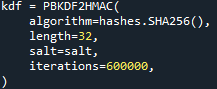 kdf = PBKDF2HMAC(
    algorithm=hashes.SHA256(),
    length=32,
    salt=salt,
    iterations=600000,
)